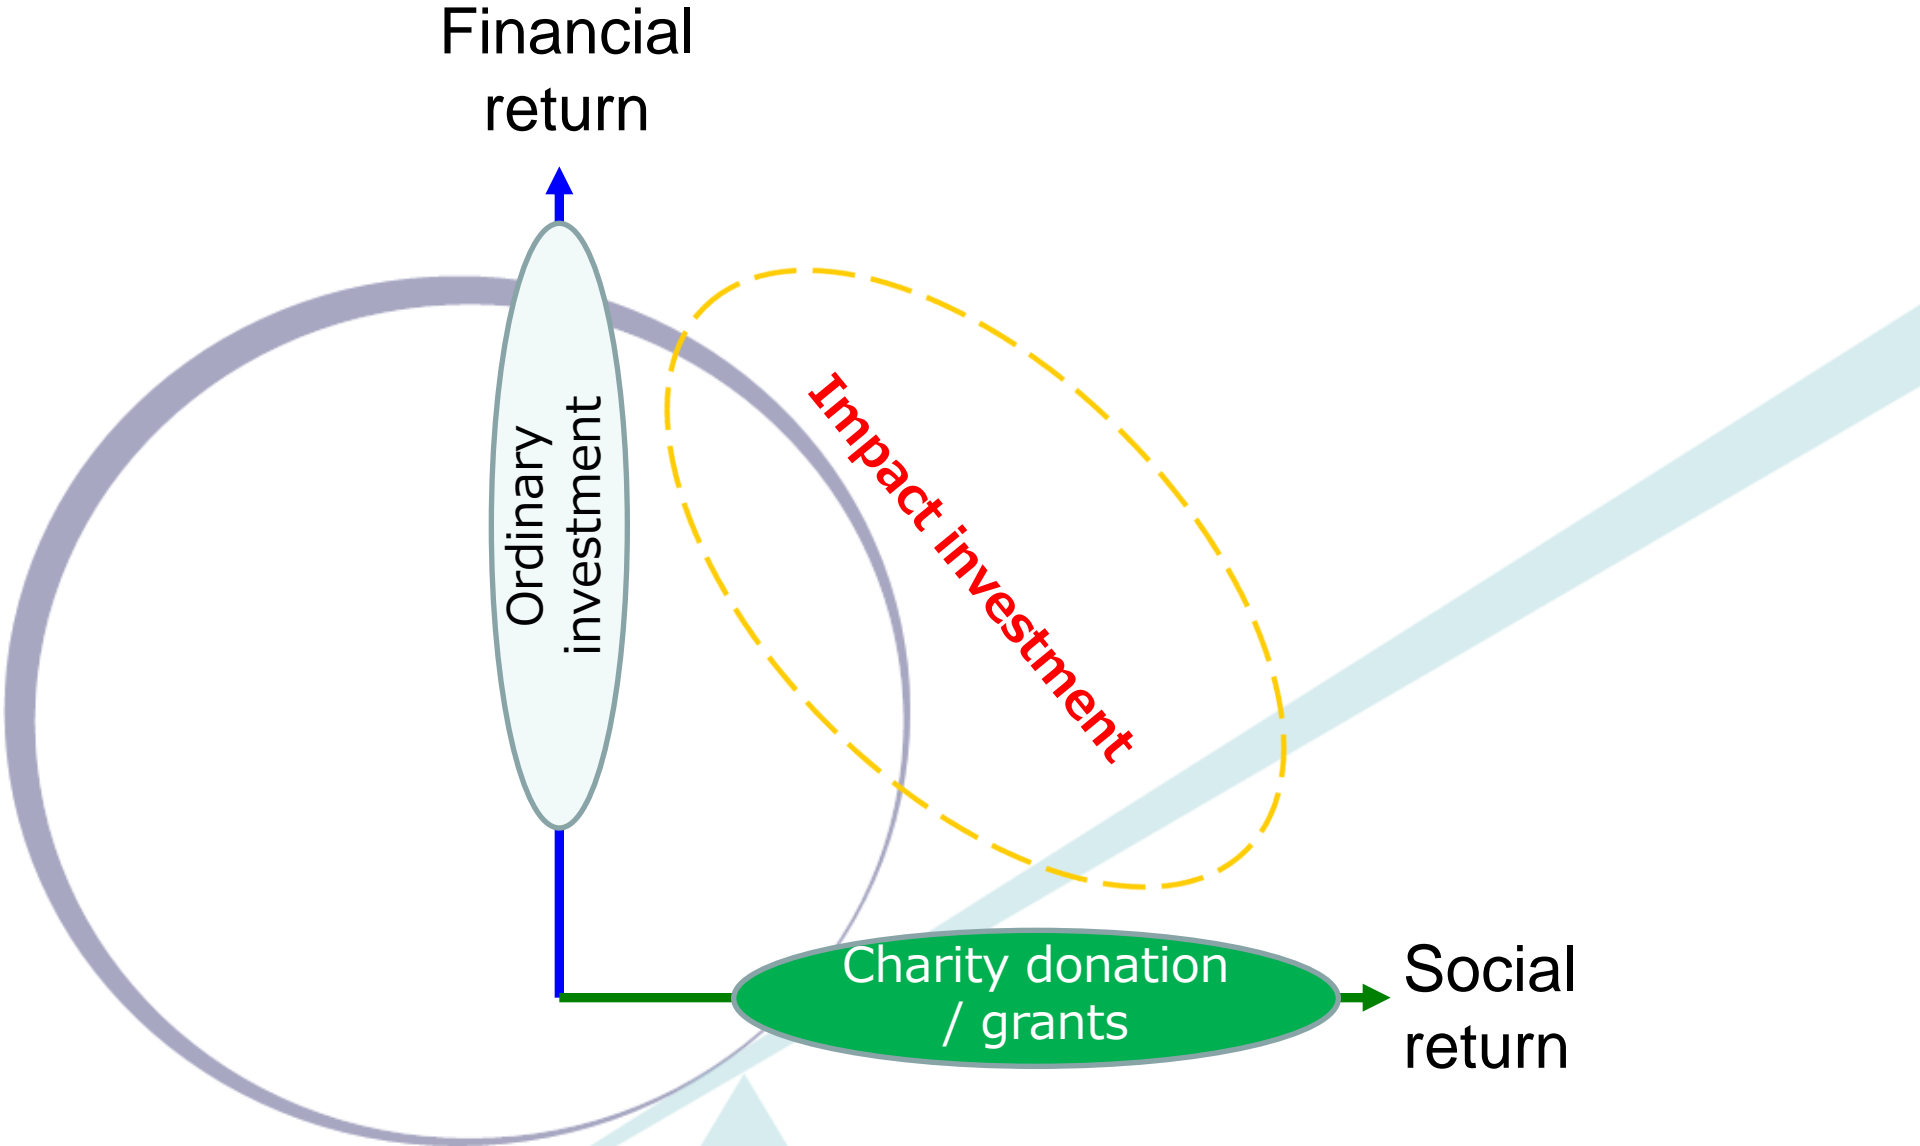 Financial
return
Ordinary
investment
Impact investment
Charity donation
/ grants
Social
return